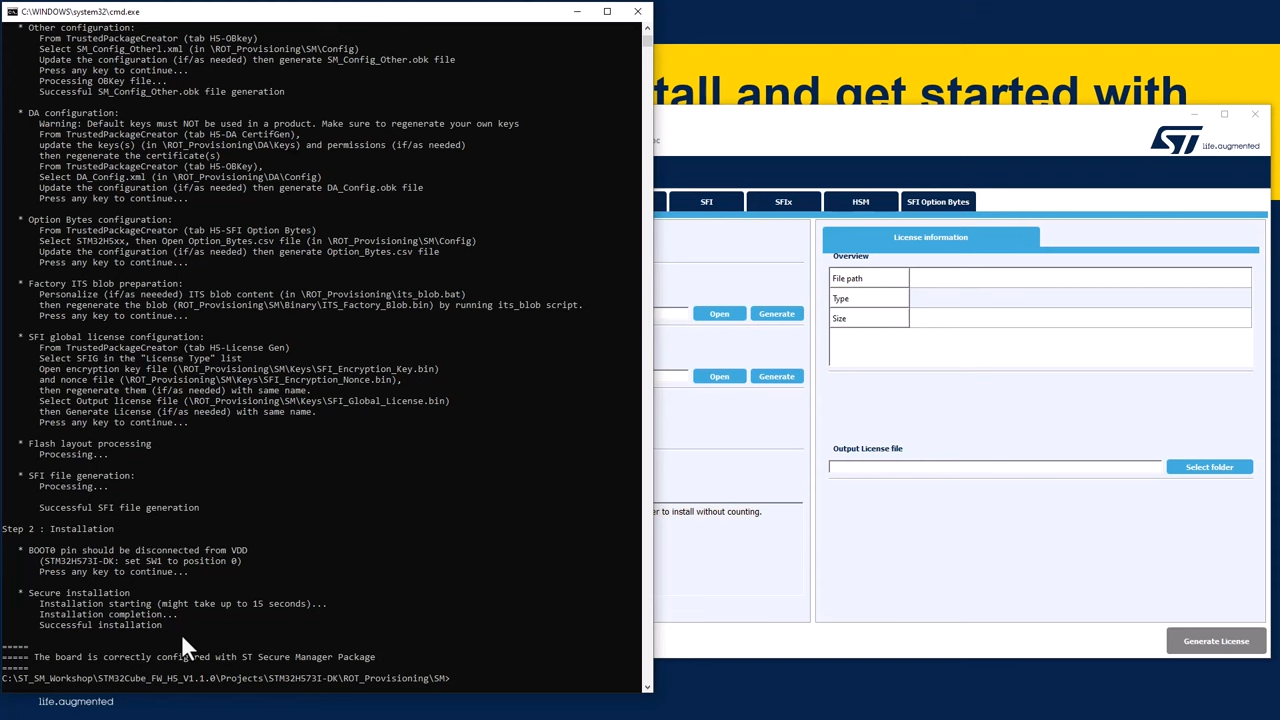 C:\WINDOWS\system32\cmd.exe
* Other configuration:
From TrustedPackageCreator (tab H5-OBkey)
Select SM_Config_Otherl.xml (in \ROT_Provisioning\SM\Config)
Update the configuration (if/as needed) then generate SM_Config_Other.obk file
Press any key to continue...
Processing OBKey file...
Successful SM_Config_Other.obk file generation
* DA configuration:
Warning: Default keys must NOT be used in a product. Make sure to regenerate your own keys
From TrustedPackageCreator (tab H5-DA CertifGen),
update the keys(s) (in \ROT_Provisioning\DA\Keys) and permissions (if/as needed)
then regenerate the certificate(s)
From TrustedPackageCreator (tab H5-OBkey),
Select DA_Config.xml (in \ROT_Provisioning\DA\Config)
Update the configuration (if/as needed) then generate DA_Config.obk file
Press any key to continue...
* Option Bytes configuration:
From TrustedPackageCreator (tab H5-SFI Option Bytes)
Select STM32H5xx, then Open Option_Bytes.csv file (in \ROT_Provisioning\SM\Config)
Update the configuration (if/as needed) then generate Option_Bytes.csv file
Press any key to continue...
* Factory ITS blob preparation:
Personalize (if/as neeeded) ITS blob content (in \ROT_Provisioning\its_blob.bat)
then regenerate the blob (ROT_Provisioning\SM\Binary\ITS_Factory_Blob.bin) by running its_blob script.
Press any key to continue...
* SFI global license configuration:
From TrustedPackageCreator (tab H5-License Gen)
Select SFIG in the "License Type" list
Open encryption key file (\ROT_Provisioning\SM\Keys\SFI_Encryption_Key.bin)
and nonce file (\ROT_Provisioning\SM\Keys\SFI_Encryption_Nonce.bin),
then regenerate them (if/as needed) with same name.
Select Output license file (\ROT_Provisioning\SM\Keys\SFI_Global_License.bin)
then Generate License (if/as needed) with same name.
Press any key to continue...
* Flash layout processing
Processing...
* SFI file generation:
Processing...
Successful SFI file generation
Step 2 : Installation
* BOOT0 pin should be disconnected from VDD
(STM32H573I-DK: set SW1 to position 0)
Press any key to continue...
* Secure installation
Installation starting (might take up to 15 seconds)...
Installation completion...
Successful installation
=====
===== The board is correctly configured with ST Secure Manager Package
=====
C:\ST_SM_Workshop\STM32Cube_FW_H5_V1.1.0\Projects\STM32H573I-DK\ROT_Provisioning\SM>
life.augmented
tall and get started with
ST life.augmented
SFI SFIx HSM SFI Option Bytes
License information
Overview
File path
Type
Size
Open Generate
Open Generate
Output License file
Select folder
er to install without counting.
Generate License